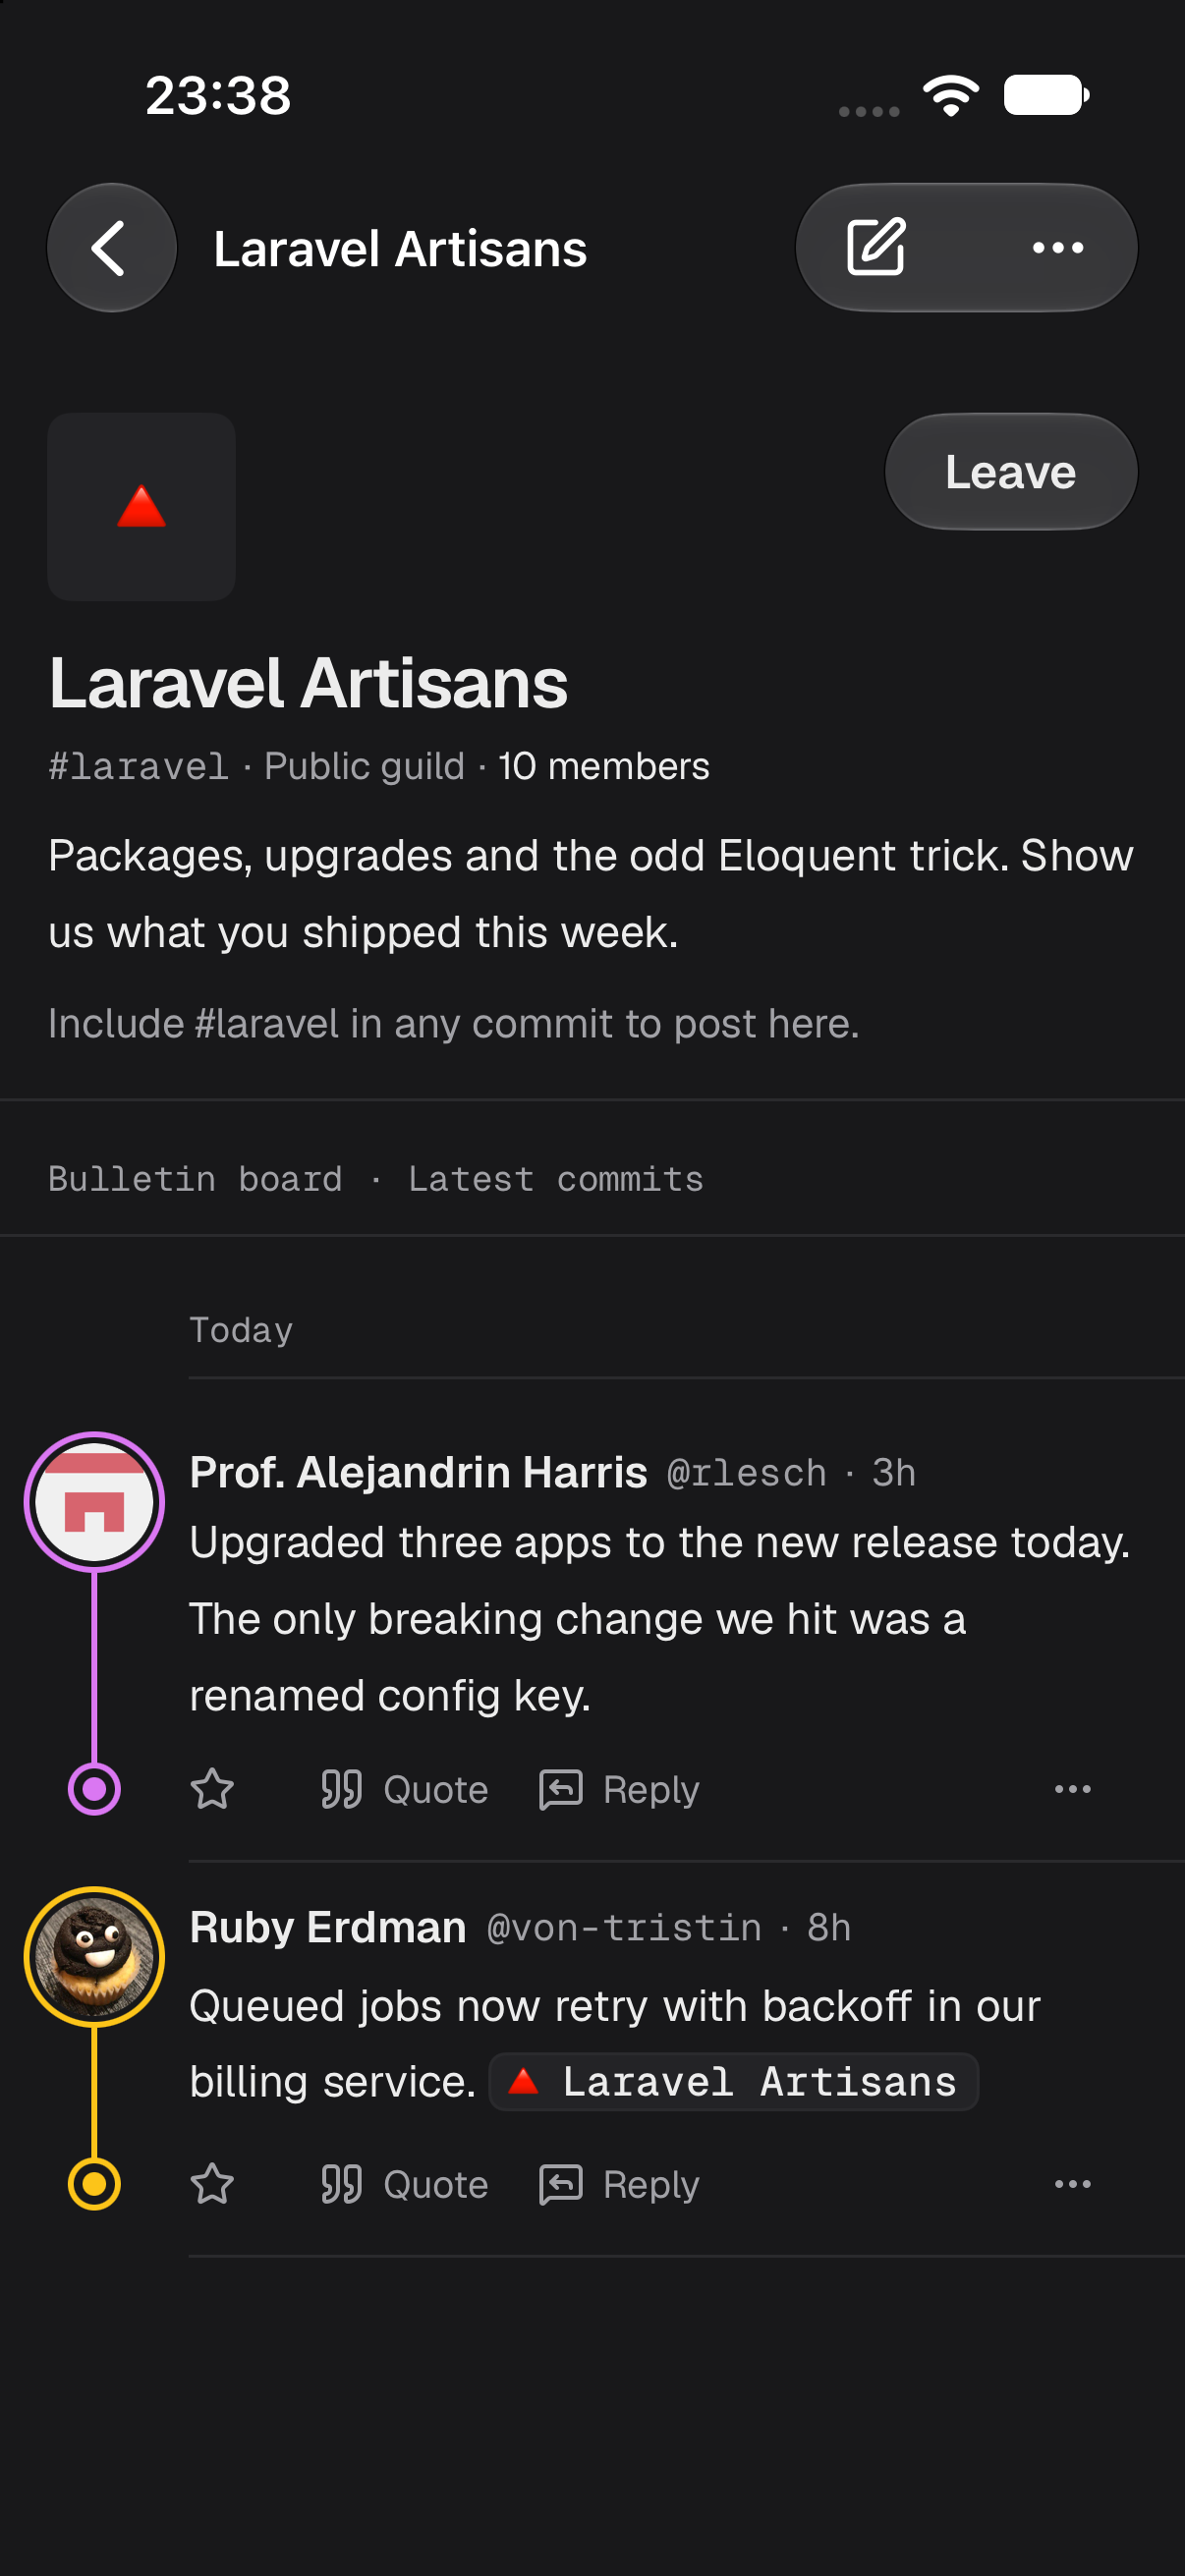 23:38
Laravel Artisans
Leave
Laravel Artisans
#laravel · Public guild · 10 members
Packages, upgrades and the odd Eloquent trick. Show
us what you shipped this week.
Include #laravel in any commit to post here.
Bulletin board · Latest commits
Today
Prof. Alejandrin Harris @rlesch · 3h
Upgraded three apps to the new release today.
The only breaking change we hit was a
renamed config key.
Quote Reply
Ruby Erdman @von-tristin · 8h
Queued jobs now retry with backoff in our
billing service. 🔺 Laravel Artisans
Quote Reply